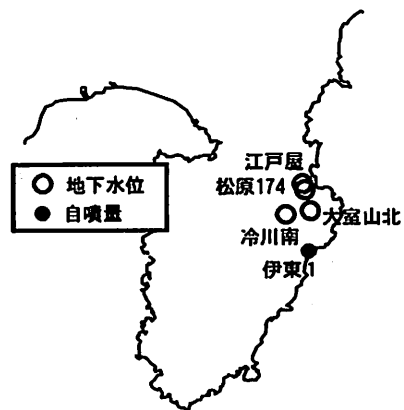 江戸屋
松原174
地下水位
自噴量
大室山北
冷川南
伊東1